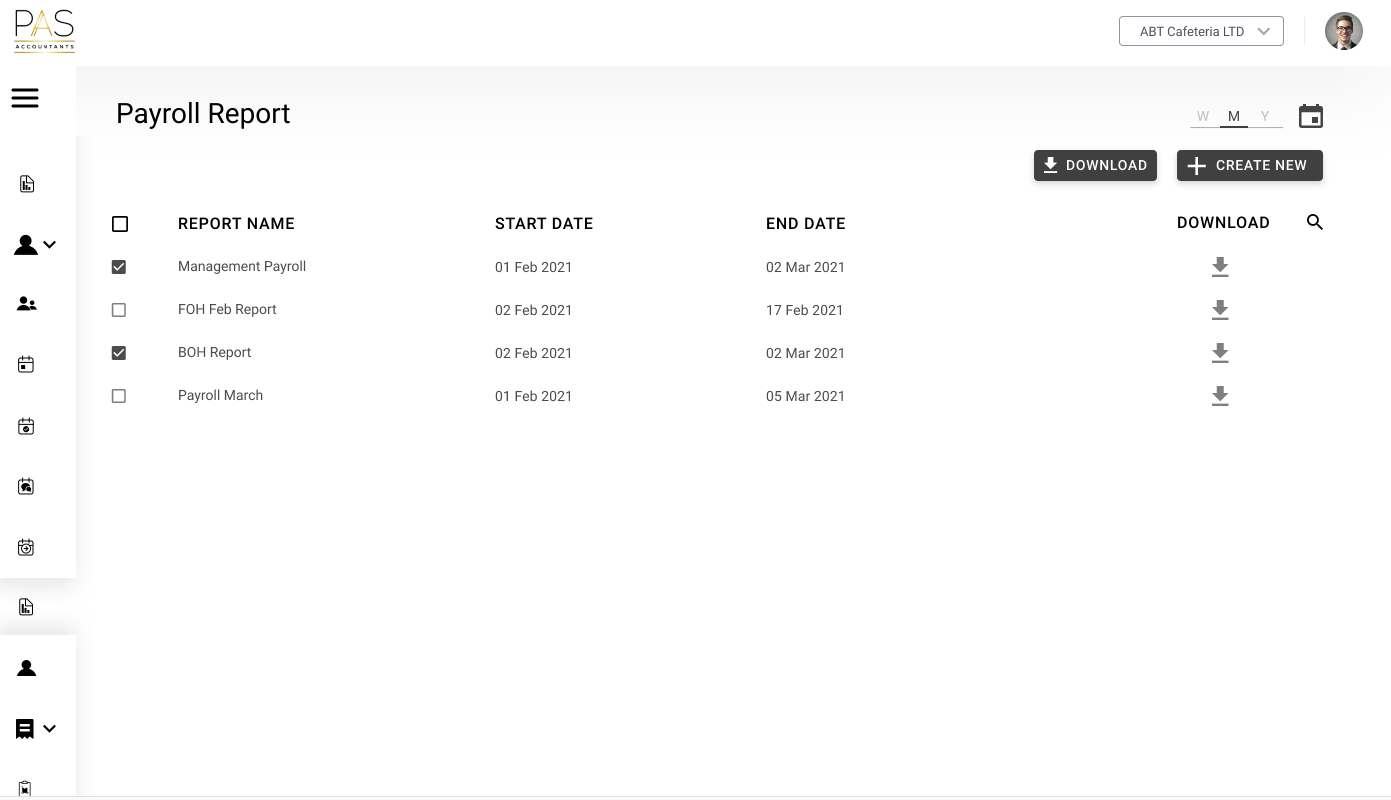 PAS
ACCOUNTANTS
ABT Cafeteria LTD
Payroll Report
W M Y
DOWNLOAD CREATE NEW
REPORT NAME START DATE END DATE DOWNLOAD
Management Payroll 01 Feb 2021 02 Mar 2021
FOH Feb Report 02 Feb 2021 17 Feb 2021
BOH Report 02 Feb 2021 02 Mar 2021
Payroll March 01 Feb 2021 05 Mar 2021